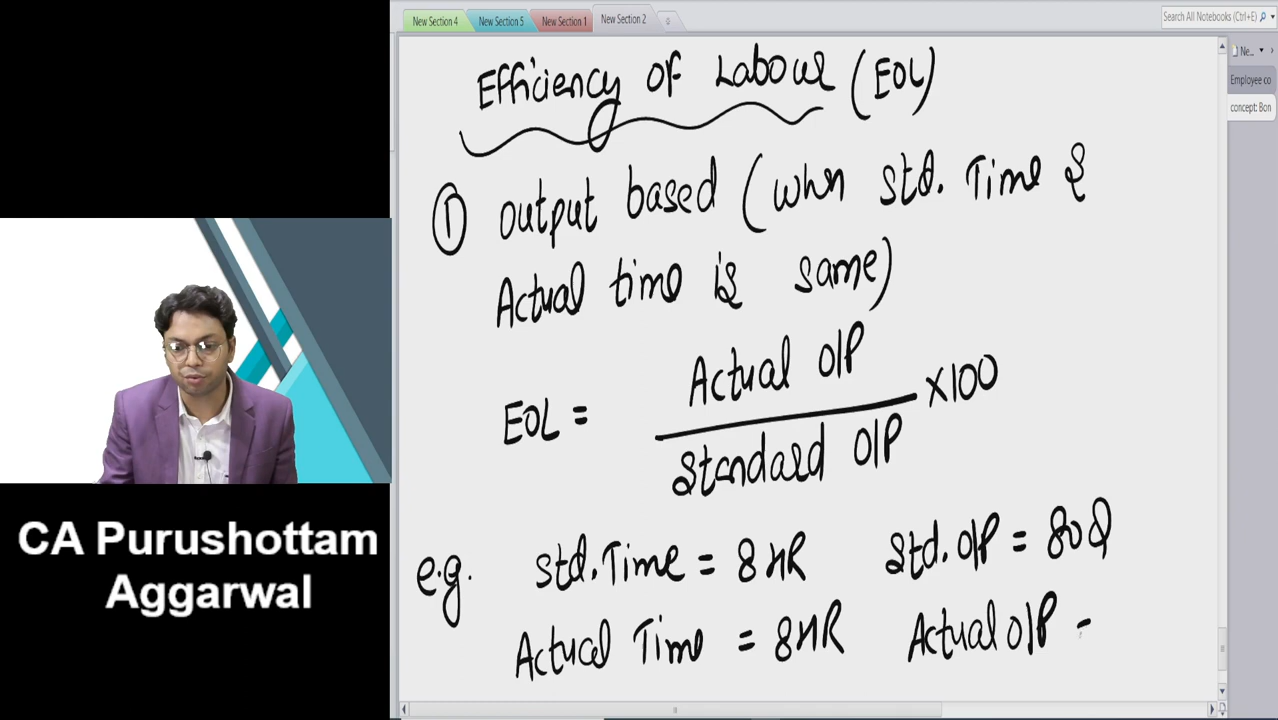 New Section 4
New Section 5
New Section 1
New Section 2
Search All Notebooks (Ctrl+E)
Ne...
Employee co
concept: Bon
Efficiency of Labour (EOL)
① output based (when std. Time &
Actual time is same)
EOL = Actual O/P
Standard O/P
×100
e.g. Std. Time = 8 HR Std. O/P = 80 Q
Actual Time = 8 HR Actual O/P =
CA Purushottam
Aggarwal